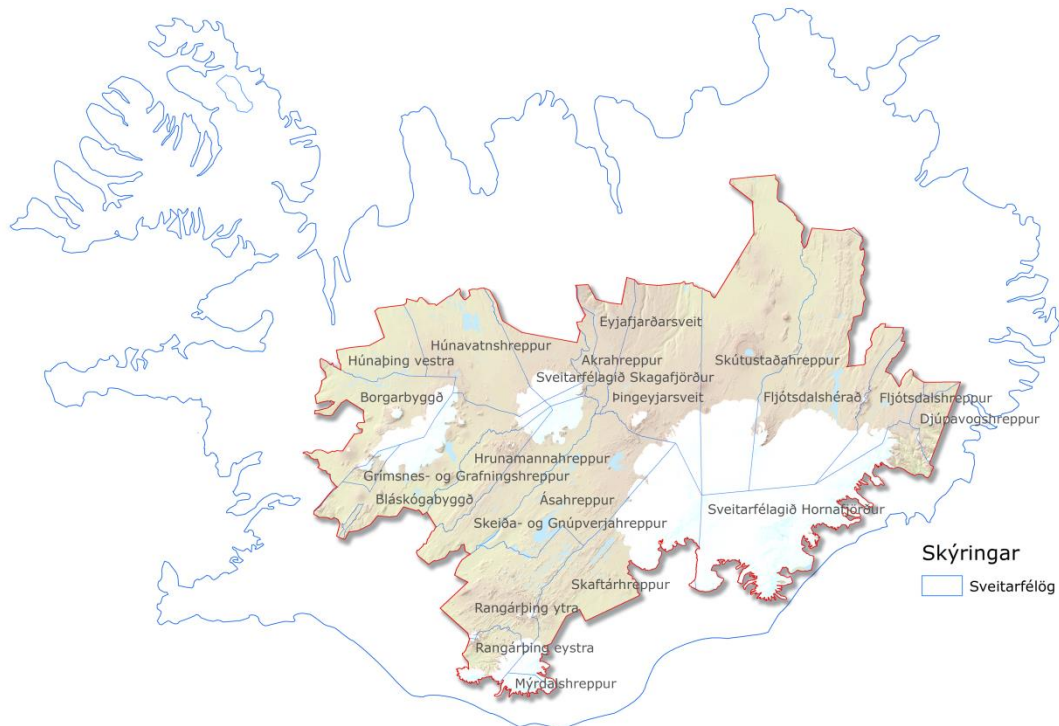 Eyjafjarðarsveit
Húnavatnshreppur
Húnaþing vestra
Akrahreppur
Skútustaðahreppur
Sveitarfélagið Skagafjörður
Borgarbyggð
Þingeyjarsveit
Fljótsdalshérað
Fljótsdalshreppur
Djúpavogshreppur
Hrunamannahreppur
Grímsnes- og Grafningshreppur
Bláskógabyggð
Ásahreppur
Sveitarfélagið Hornafjörður
Skeiða- og Gnúpverjahreppur
Skýringar
Sveitarfélög
Skaftárhreppur
Rangárþing ytra
Rangárþing eystra
Mýrdalshreppur